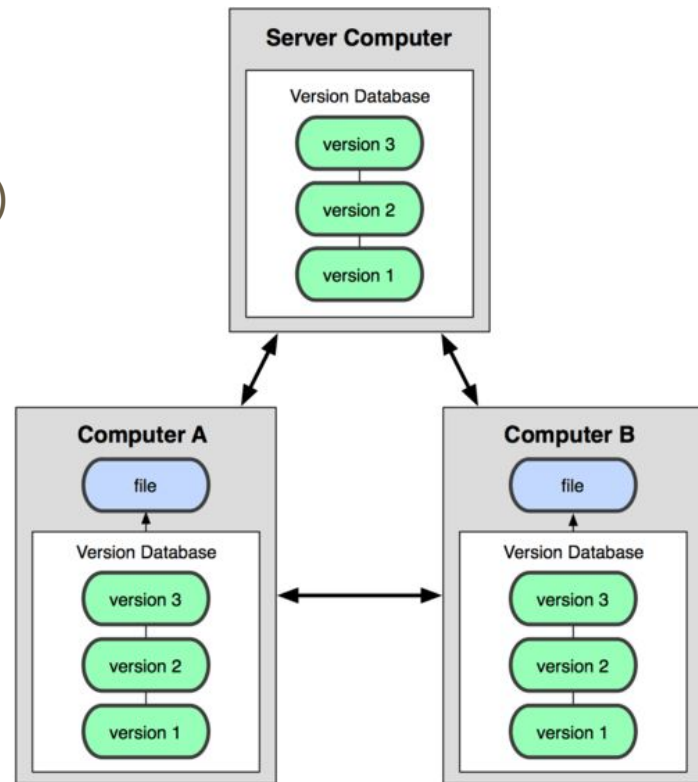 Server Computer
Version Database
version 3
version 2
version 1
)
Computer A
file
Version Database
version 3
version 2
version 1
Computer B
file
Version Database
version 3
version 2
version 1